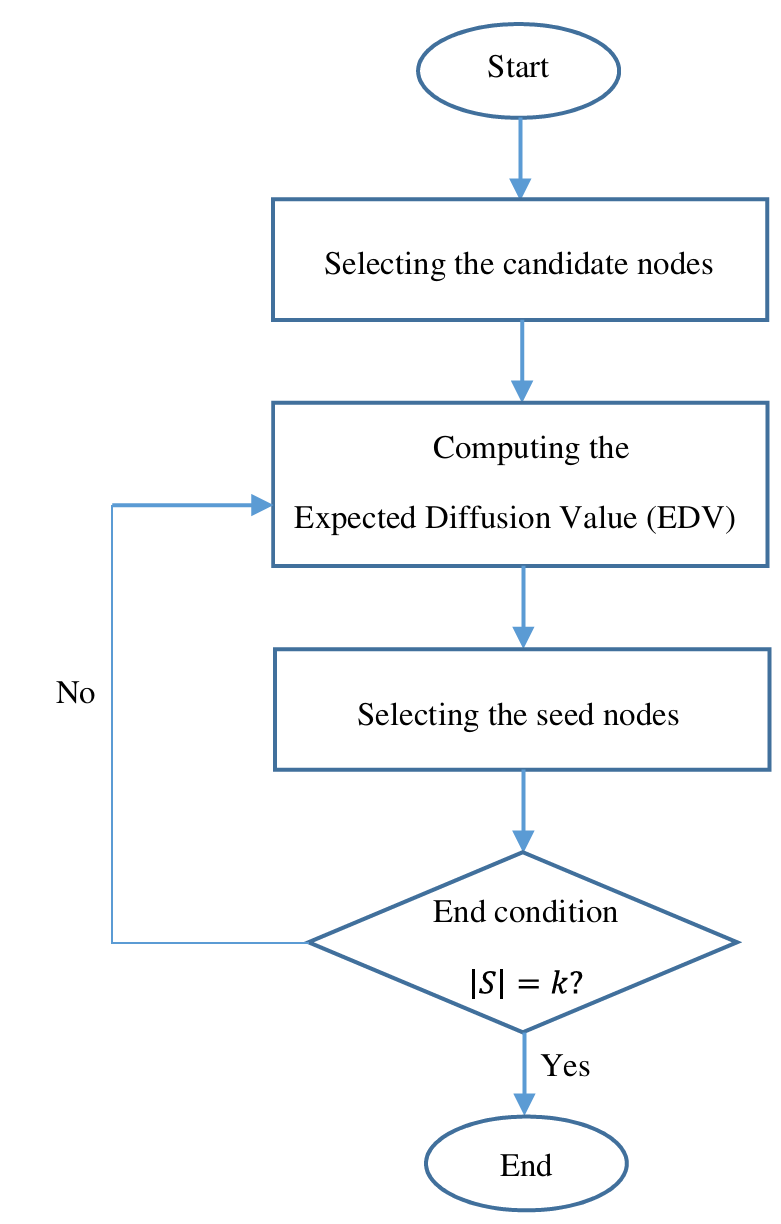 Start
Selecting the candidate nodes
Computing the
Expected Diffusion Value (EDV)
No
Selecting the seed nodes
End condition
|S| = k?
Yes
End